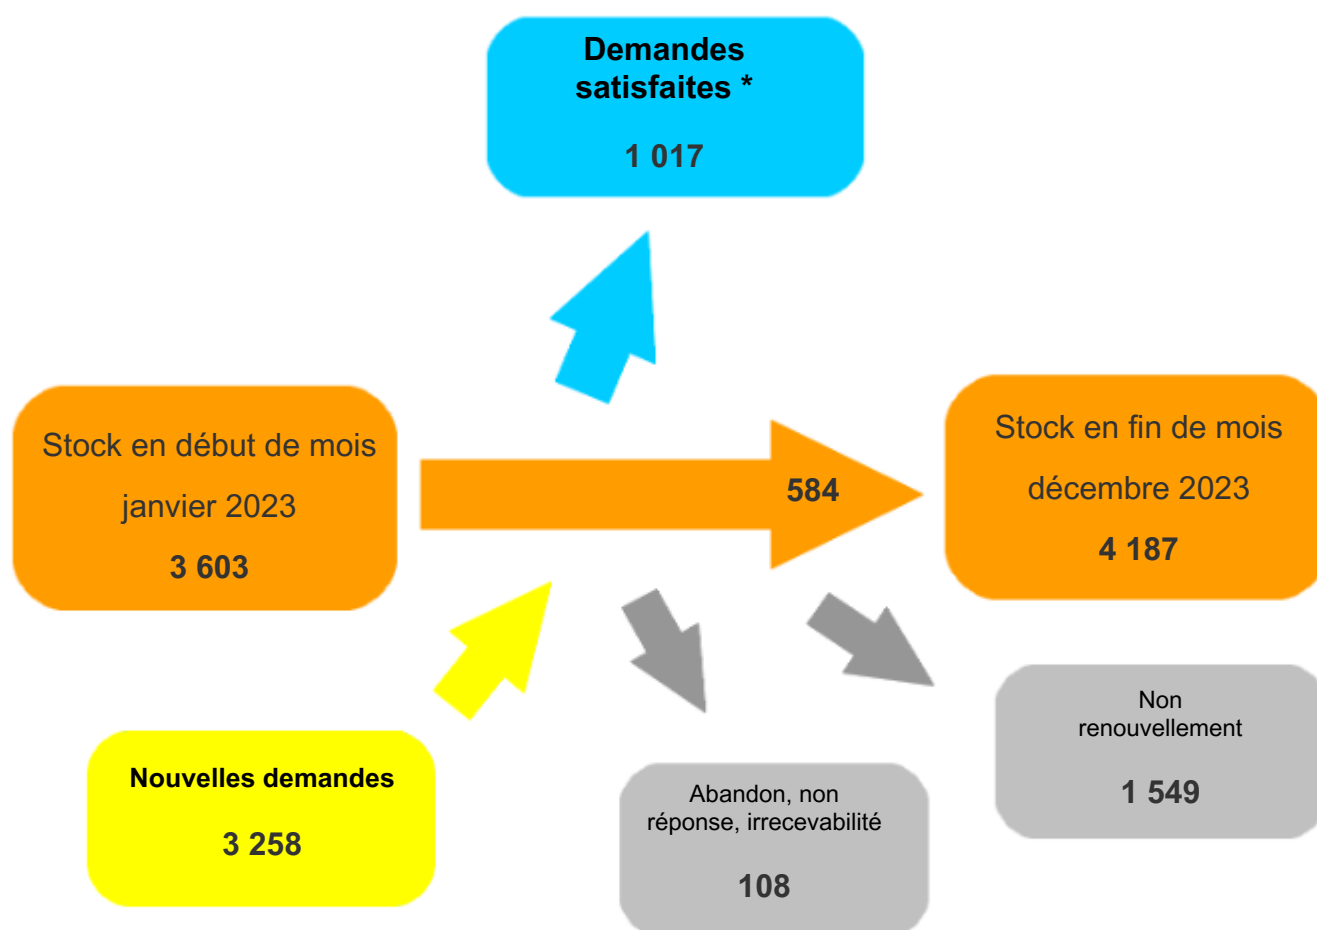 Demandes
satisfaites *
1 017
Stock en début de mois
janvier 2023
3 603
584
Stock en fin de mois
décembre 2023
4 187
Nouvelles demandes
3 258
Abandon, non
réponse, irrecevabilité
108
Non
renouvellement
1 549